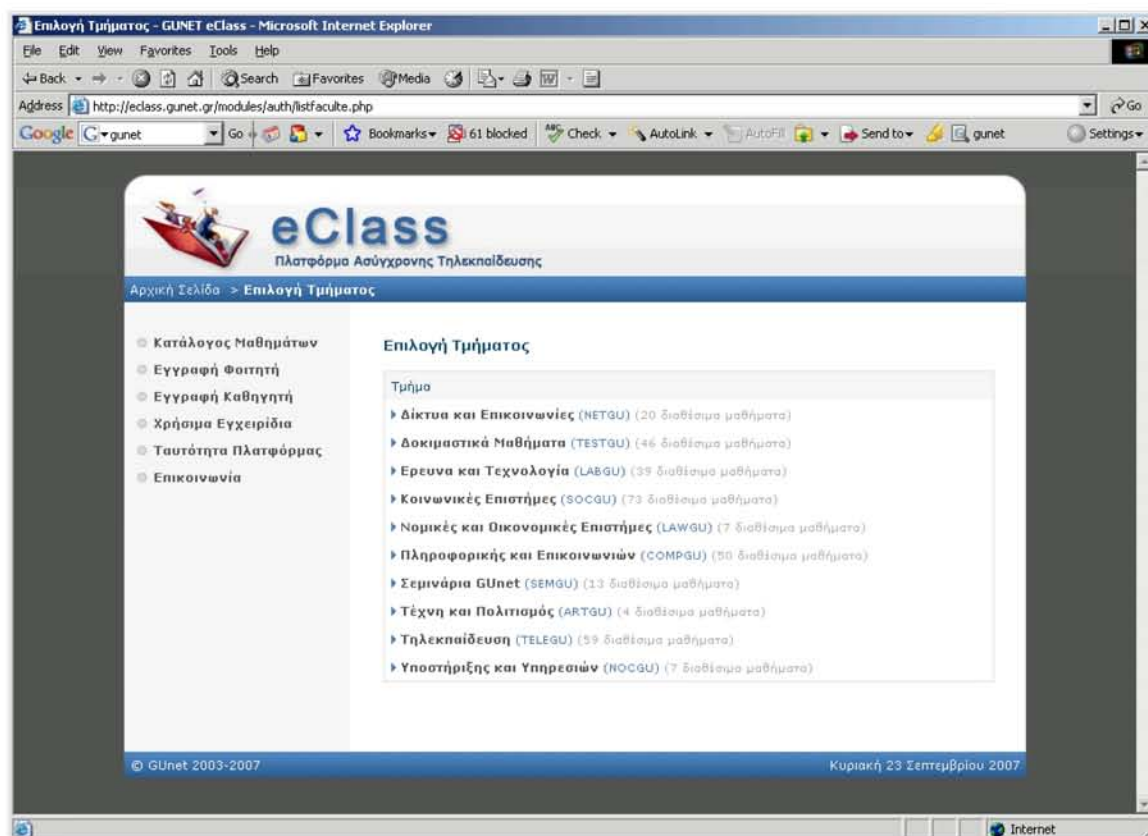 Επιλογή Τμήματος - GUNET eClass - Microsoft Internet Explorer
File Edit View Favorites Tools Help
Back Search Favorites Media
Address http://eclass.gunet.gr/modules/auth/listfaculte.php Go
Google gunet Go Bookmarks 61 blocked Check AutoLink AutoFill Send to gunet Settings
eClass
Πλατφόρμα Ασύγχρονης Τηλεκπαίδευσης
Αρχική Σελίδα > Επιλογή Τμήματος
Κατάλογος Μαθημάτων
Εγγραφή Φοιτητή
Εγγραφή Καθηγητή
Χρήσιμα Εγχειρίδια
Ταυτότητα Πλατφόρμας
Επικοινωνία
Επιλογή Τμήματος
Τμήμα
Δίκτυα και Επικοινωνίες (NETGU) (20 διαθέσιμα μαθήματα)
Δοκιμαστικά Μαθήματα (TESTGU) (46 διαθέσιμα μαθήματα)
Ερευνα και Τεχνολογία (LABGU) (39 διαθέσιμα μαθήματα)
Κοινωνικές Επιστήμες (SOCGU) (73 διαθέσιμα μαθήματα)
Νομικές και Οικονομικές Επιστήμες (LAWGU) (7 διαθέσιμα μαθήματα)
Πληροφορικής και Επικοινωνιών (COMPGU) (50 διαθέσιμα μαθήματα)
Σεμινάρια GUnet (SEMGU) (13 διαθέσιμα μαθήματα)
Τέχνη και Πολιτισμός (ARTGU) (4 διαθέσιμα μαθήματα)
Τηλεκπαίδευση (TELEGU) (59 διαθέσιμα μαθήματα)
Υποστήριξης και Υπηρεσιών (NOCGU) (7 διαθέσιμα μαθήματα)
© GUnet 2003-2007 Κυριακή 23 Σεπτεμβρίου 2007
Internet